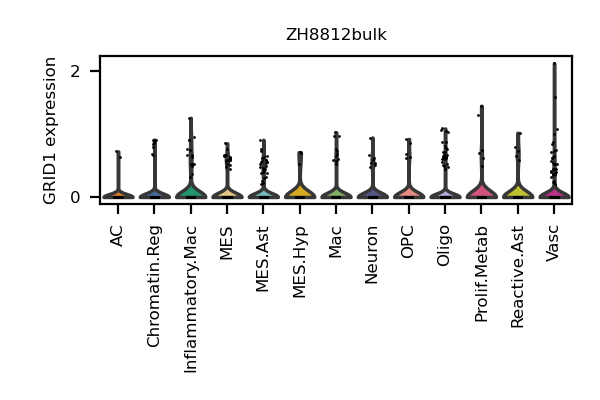 ZH8812bulk
GRID1 expression
2
0
AC
Chromatin.Reg
Inflammatory.Mac
MES
MES.Ast
MES.Hyp
Mac
Neuron
OPC
Oligo
Prolif.Metab
Reactive.Ast
Vasc